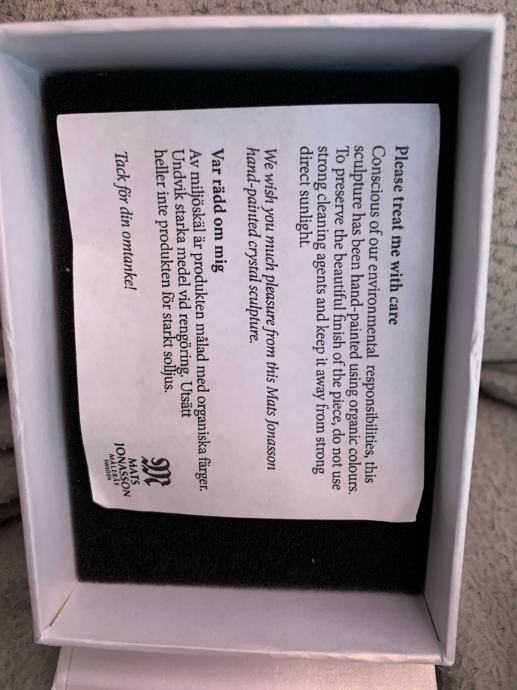 Please treat me with care
Conscious of our environmental responsibilities, this
sculpture has been hand-painted using organic colours.
To preserve the beautiful finish of the piece, do not use
strong cleaning agents and keep it away from strong
direct sunlight.
We wish you much pleasure from this Mats Jonasson
hand-painted crystal sculpture.
Var rädd om mig
Av miljöskäl är produkten målad med organiska färger.
Undvik starka medel vid rengöring. Utsätt
heller inte produkten för starkt solljus.
Tack för din omtanke!
MATS
JONASSON
MÅLERÅS
SWEDEN